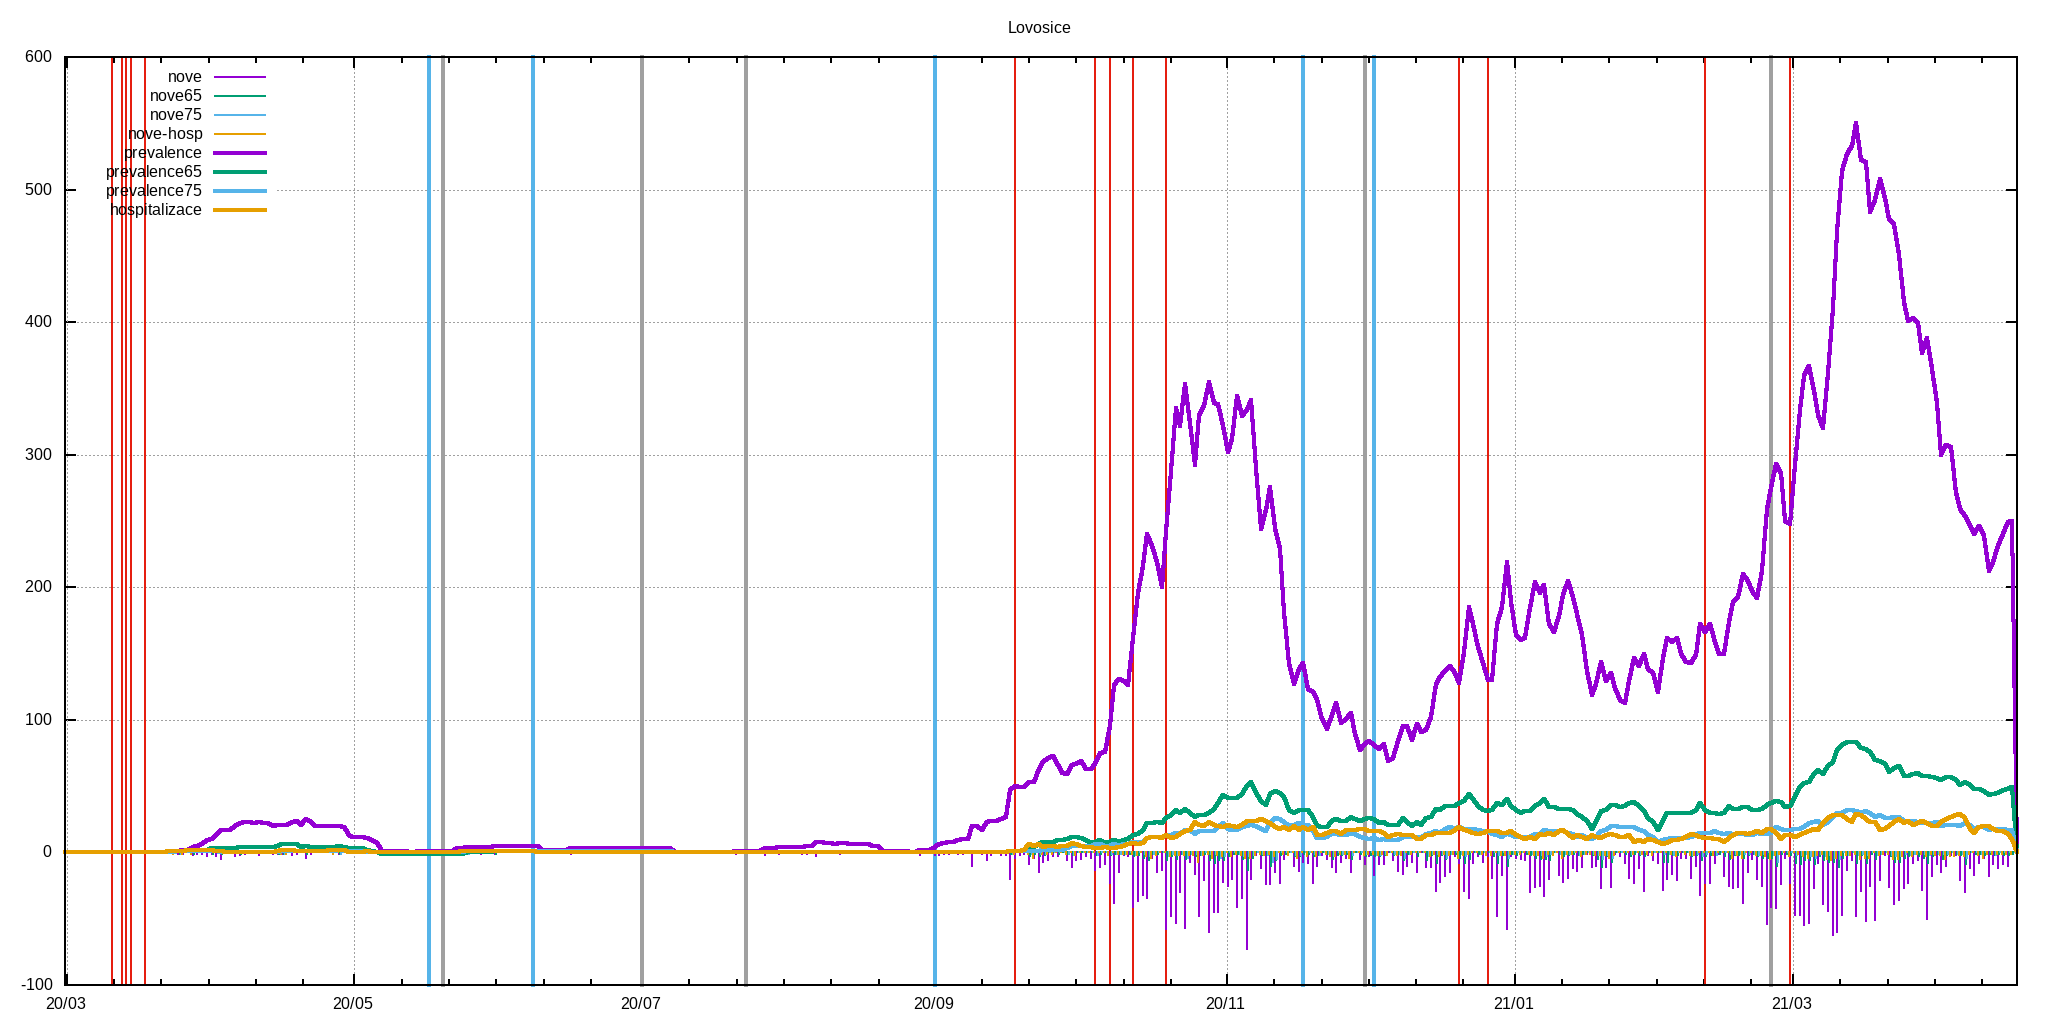 Lovosice
600
500
400
300
200
100
0
-100
nove
nove65
nove75
nove-hosp
prevalence
prevalence65
prevalence75
hospitalizace
20/03
20/05
20/07
20/09
20/11
21/01
21/03